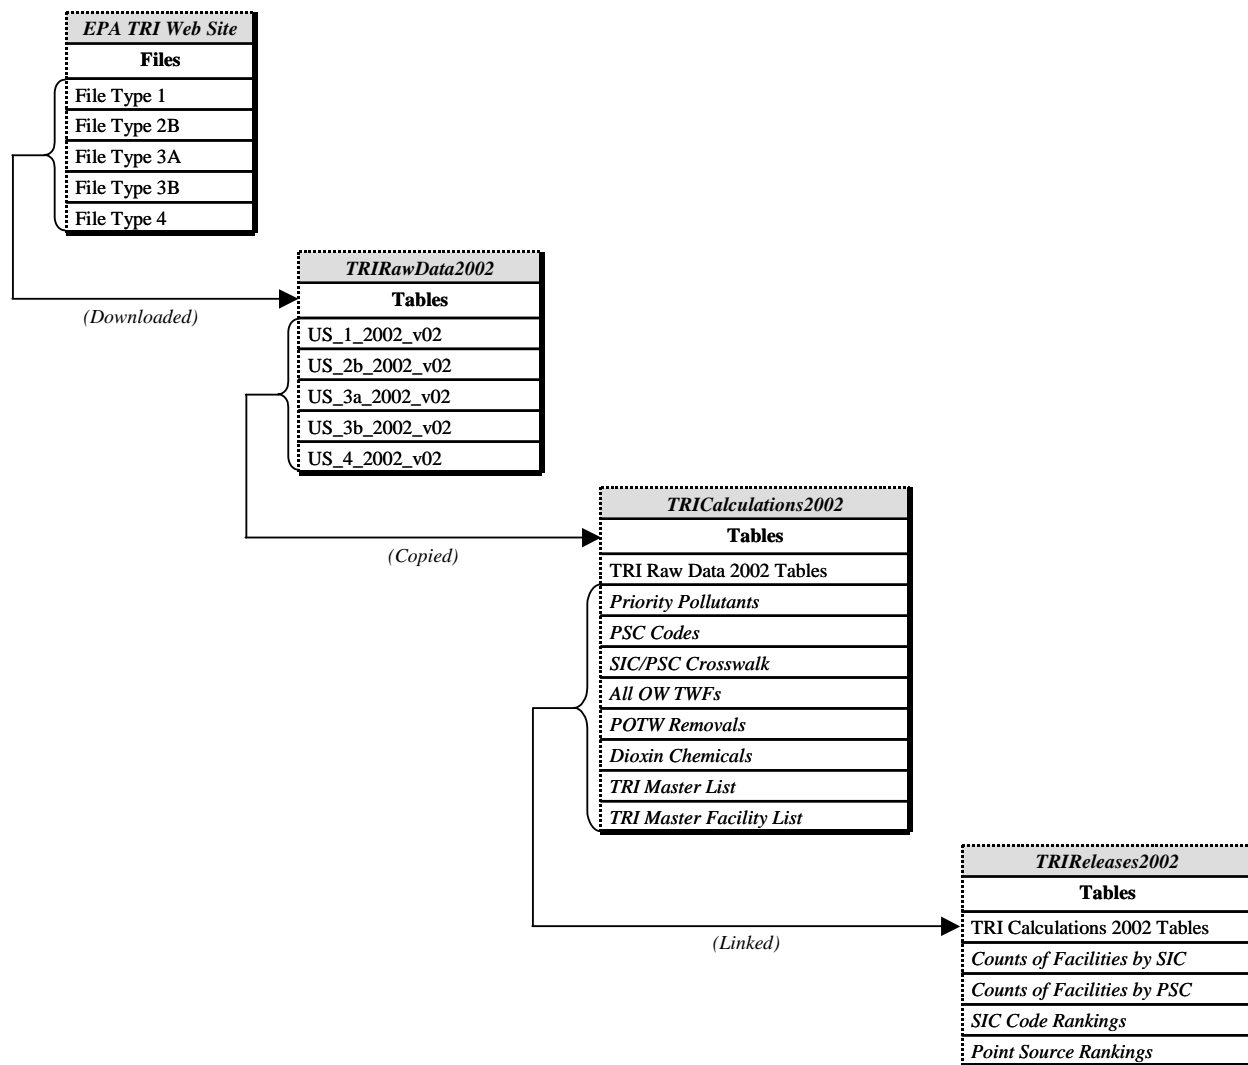 EPA TRI Web Site
Files
File Type 1
File Type 2B
File Type 3A
File Type 3B
File Type 4
(Downloaded)
TRIRawData2002
Tables
US_1_2002_v02
US_2b_2002_v02
US_3a_2002_v02
US_3b_2002_v02
US_4_2002_v02
(Copied)
TRICalculations2002
Tables
TRI Raw Data 2002 Tables
Priority Pollutants
PSC Codes
SIC/PSC Crosswalk
All OW TWFs
POTW Removals
Dioxin Chemicals
TRI Master List
TRI Master Facility List
(Linked)
TRIReleases2002
Tables
TRI Calculations 2002 Tables
Counts of Facilities by SIC
Counts of Facilities by PSC
SIC Code Rankings
Point Source Rankings